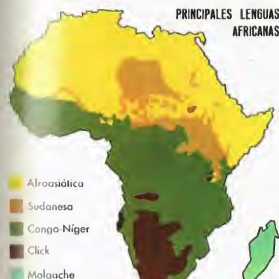 PRINCIPALES LENGUAS
AFRICANAS
Afroasiática
Sudanesa
Congo-Níger
Click
Malgache